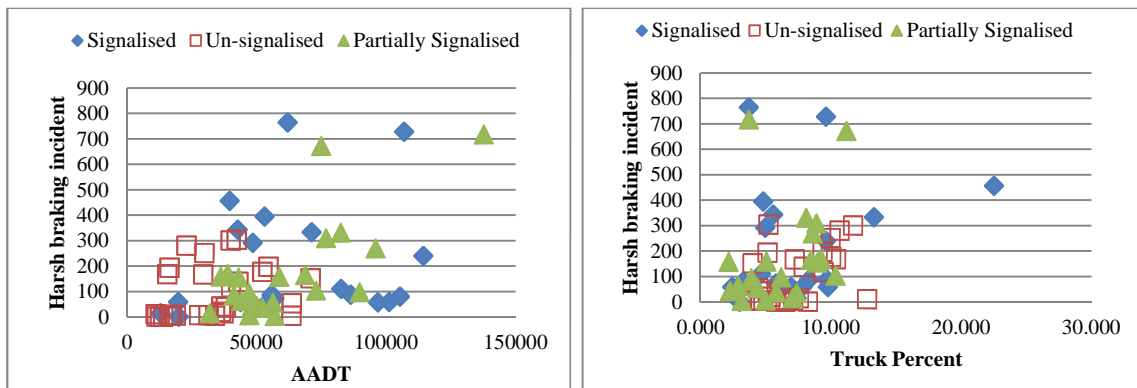 Signalised Un-signalised Partially Signalised
Harsh braking incident
900
800
700
600
500
400
300
200
100
0
0 50000 100000 150000
AADT
Signalised Un-signalised Partially Signalised
Harsh braking incident
900
800
700
600
500
400
300
200
100
0
0.000 10.000 20.000 30.000
Truck Percent